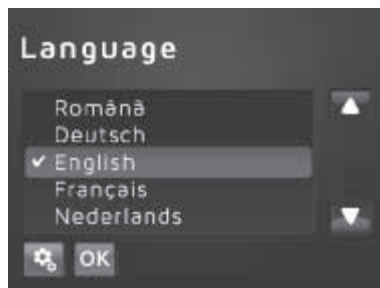 Language
Română
Deutsch
English
Français
Nederlands
OK